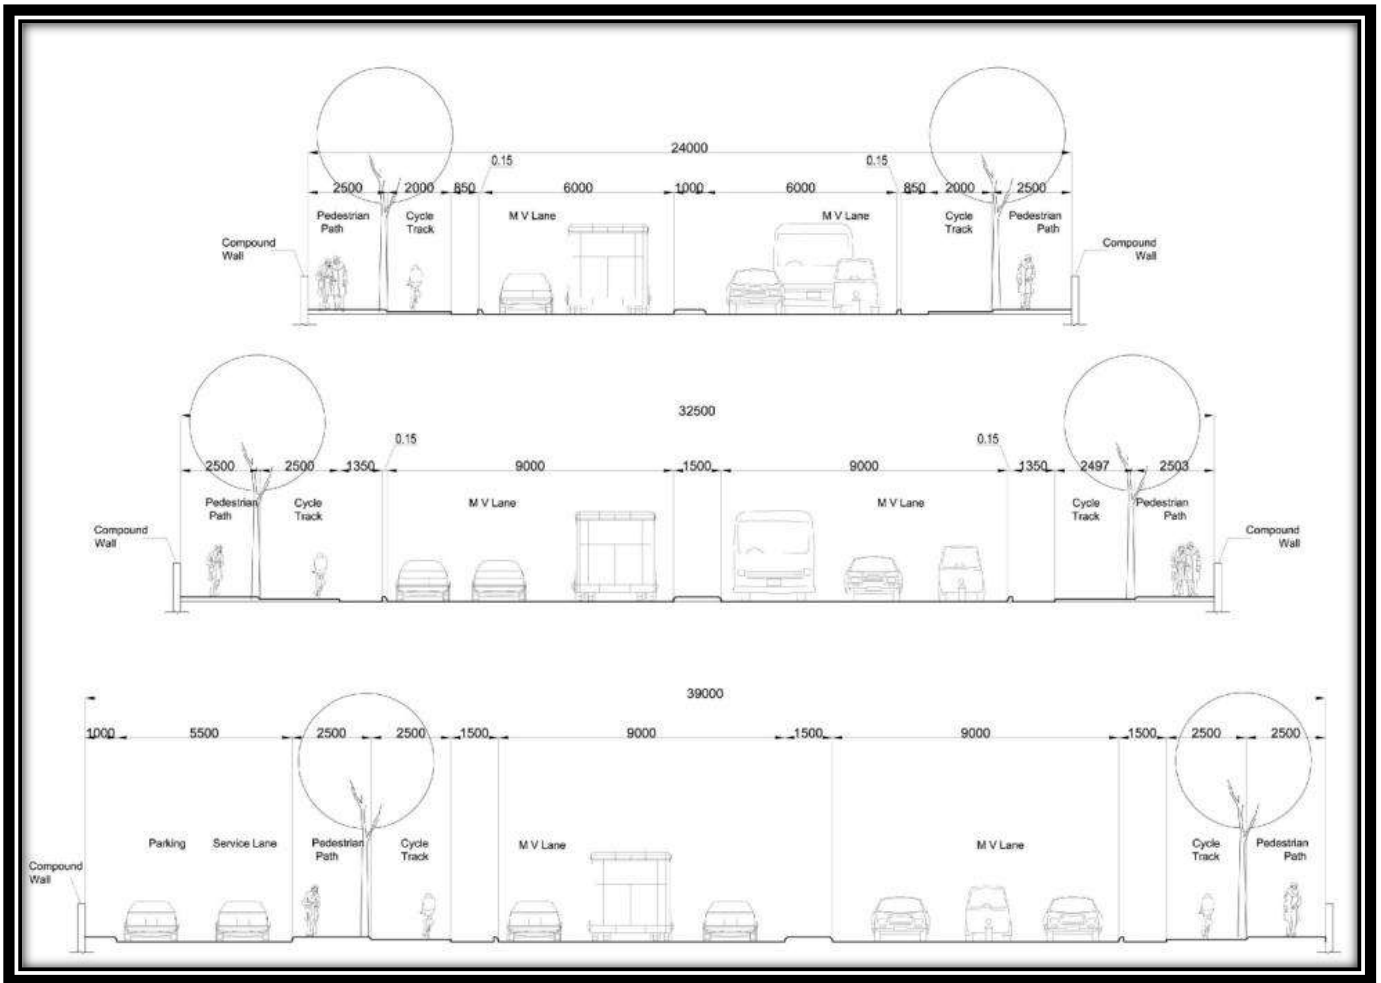 24000
0.15 0.15
2500 2000 850 6000 1000 6000 850 2000 2500
Pedestrian Path
Cycle Track
M V Lane
M V Lane
Cycle Track
Pedestrian Path
Compound Wall
Compound Wall
32500
0.15 0.15
2500 2500 1350 9000 1500 9000 1350 2497 2503
Pedestrian Path
Cycle Track
M V Lane
M V Lane
Cycle Track
Pedestrian Path
Compound Wall
Compound Wall
39000
1000 5500 2500 2500 1500 9000 1500 9000 1500 2500 2500
Parking
Service Lane
Pedestrian Path
Cycle Track
M V Lane
M V Lane
Cycle Track
Pedestrian Path
Compound Wall